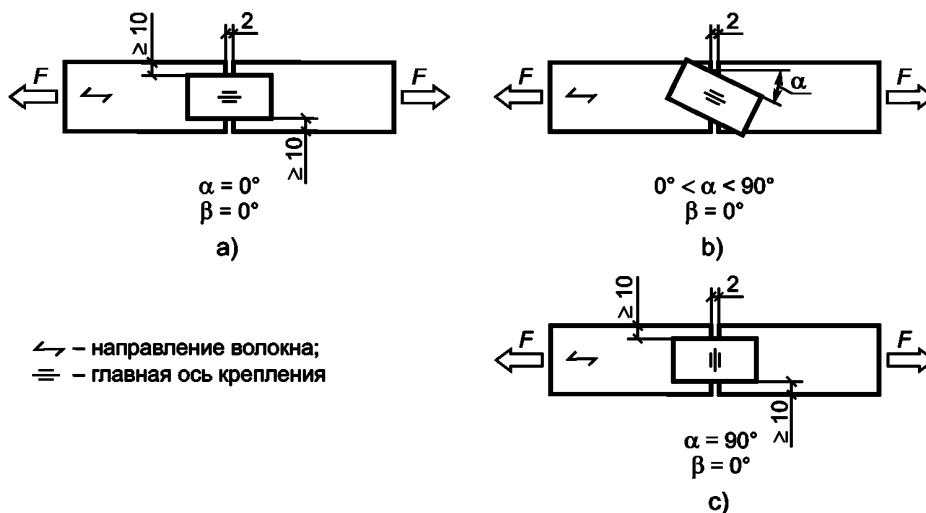 ≥ 10
2
F
F
≥ 10
α = 0°
β = 0°
a)
2
F
α
F
0° < α < 90°
β = 0°
b)
≥ 10
2
F
F
≥ 10
α = 90°
β = 0°
c)
– направление волокна;
– главная ось крепления